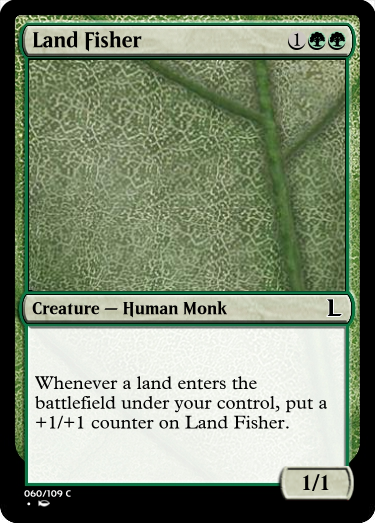 Land Fisher 1
Creature — Human Monk L
Whenever a land enters the
battlefield under your control, put a
+1/+1 counter on Land Fisher.
1/1
060/109 C